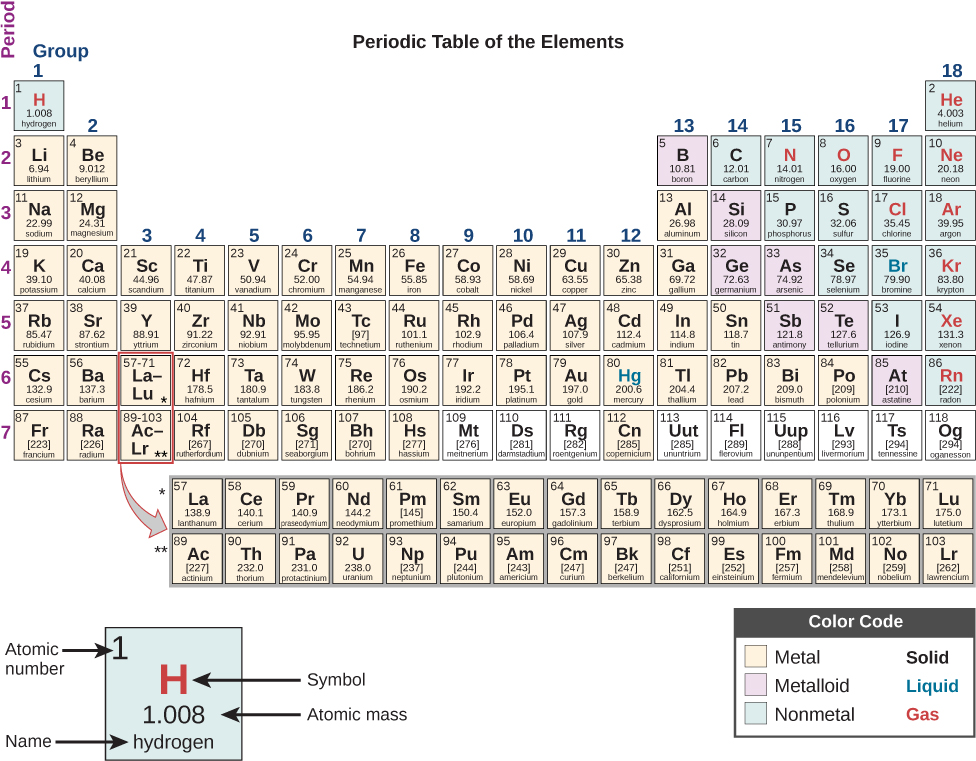 Periodic Table of the Elements
Period
Group
1 18
1 1 2
H He
1.008 4.003
hydrogen helium
2 13 14 15 16 17
2 3 4 5 6 7 8 9 10
Li Be B C N O F Ne
6.94 9.012 10.81 12.01 14.01 16.00 19.00 20.18
lithium beryllium boron carbon nitrogen oxygen fluorine neon
3 11 12 13 14 15 16 17 18
Na Mg Al Si P S Cl Ar
22.99 24.31 26.98 28.09 30.97 32.06 35.45 39.95
sodium magnesium aluminum silicon phosphorus sulfur chlorine argon
3 4 5 6 7 8 9 10 11 12
4 19 20 21 22 23 24 25 26 27 28 29 30 31 32 33 34 35 36
K Ca Sc Ti V Cr Mn Fe Co Ni Cu Zn Ga Ge As Se Br Kr
39.10 40.08 44.96 47.87 50.94 52.00 54.94 55.85 58.93 58.69 63.55 65.38 69.72 72.63 74.92 78.97 79.90 83.80
potassium calcium scandium titanium vanadium chromium manganese iron cobalt nickel copper zinc gallium germanium arsenic selenium bromine krypton
5 37 38 39 40 41 42 43 44 45 46 47 48 49 50 51 52 53 54
Rb Sr Y Zr Nb Mo Tc Ru Rh Pd Ag Cd In Sn Sb Te I Xe
85.47 87.62 88.91 91.22 92.91 95.95 [97] 101.1 102.9 106.4 107.9 112.4 114.8 118.7 121.8 127.6 126.9 131.3
rubidium strontium yttrium zirconium niobium molybdenum technetium ruthenium rhodium palladium silver cadmium indium tin antimony tellurium iodine xenon
6 55 56 57-71 72 73 74 75 76 77 78 79 80 81 82 83 84 85 86
Cs Ba La– Lu * Hf Ta W Re Os Ir Pt Au Hg Tl Pb Bi Po At Rn
132.9 137.3 178.5 180.9 183.8 186.2 190.2 192.2 195.1 197.0 200.6 204.4 207.2 209.0 [209] [210] [222]
cesium barium hafnium tantalum tungsten rhenium osmium iridium platinum gold mercury thallium lead bismuth polonium astatine radon
7 87 88 89-103 104 105 106 107 108 109 110 111 112 113 114 115 116 117 118
Fr Ra Ac– Lr ** Rf Db Sg Bh Hs Mt Ds Rg Cn Uut Fl Uup Lv Ts Og
[223] [226] [267] [270] [271] [270] [277] [276] [281] [282] [285] [285] [289] [288] [293] [294] [294]
francium radium rutherfordium dubnium seaborgium bohrium hassium meitnerium damstadtium roentgenium copernicium ununtrium flerovium ununpentium livermorium tennessine oganesson
* 57 58 59 60 61 62 63 64 65 66 67 68 69 70 71
La Ce Pr Nd Pm Sm Eu Gd Tb Dy Ho Er Tm Yb Lu
138.9 140.1 140.9 144.2 [145] 150.4 152.0 157.3 158.9 162.5 164.9 167.3 168.9 173.1 175.0
lanthanum cerium praseodymium neodymium promethium samarium europium gadolinium terbium dysprosium holmium erbium thulium ytterbium lutetium
** 89 90 91 92 93 94 95 96 97 98 99 100 101 102 103
Ac Th Pa U Np Pu Am Cm Bk Cf Es Fm Md No Lr
[227] 232.0 231.0 238.0 [237] [244] [243] [247] [247] [251] [252] [257] [258] [259] [262]
actinium thorium protactinium uranium neptunium plutonium americium curium berkelium californium einsteinium fermium mendelevium nobelium lawrencium
Atomic
number
1
H
1.008
hydrogen
Name
Symbol
Atomic mass
Color Code
Metal Solid
Metalloid Liquid
Nonmetal Gas